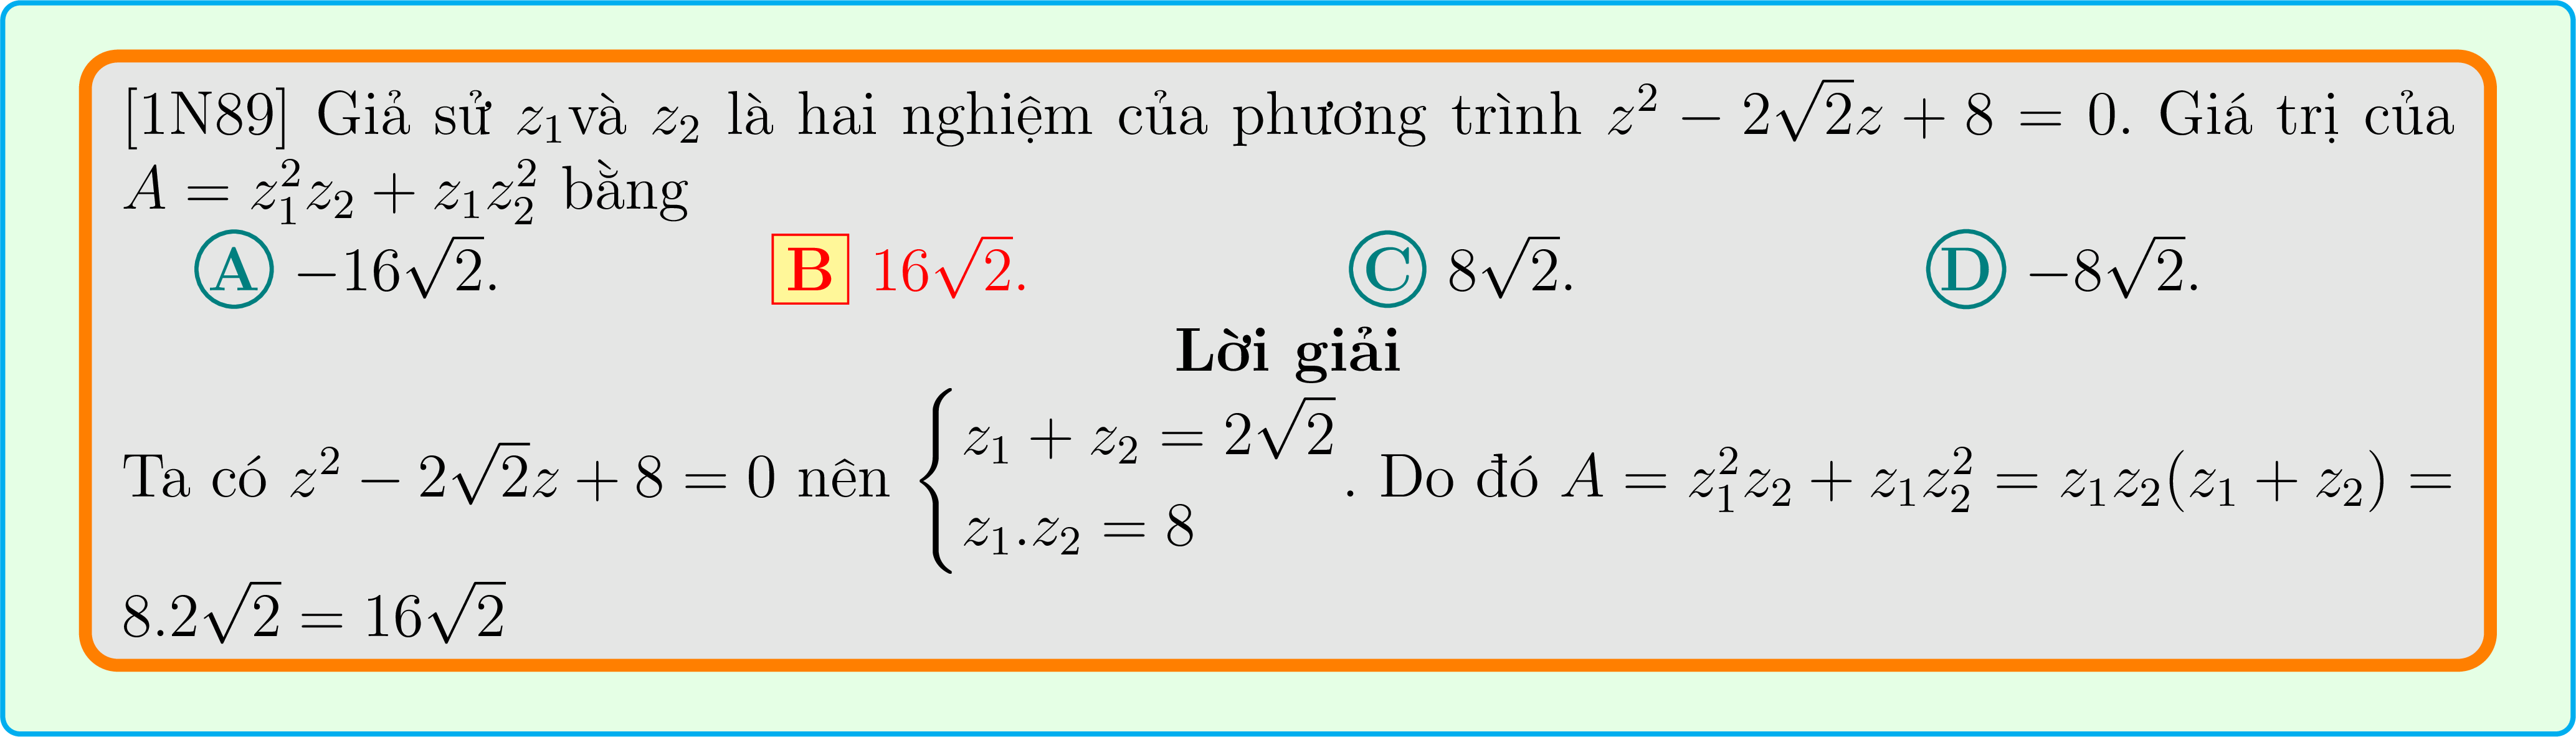 [1N89] Giả sử $z_1$và $z_2$ là hai nghiệm của phương trình $z^2 - 2\sqrt{2}z + 8 = 0$. Giá trị của
$A = z_1^2 z_2 + z_1 z_2^2$ bằng
A $-16\sqrt{2}$. B $16\sqrt{2}$. C $8\sqrt{2}$. D $-8\sqrt{2}$.
Lời giải
Ta có $z^2 - 2\sqrt{2}z + 8 = 0$ nên $\begin{cases} z_1 + z_2 = 2\sqrt{2} \\ z_1.z_2 = 8 \end{cases}$. Do đó $A = z_1^2 z_2 + z_1 z_2^2 = z_1 z_2(z_1 + z_2) =$
$8.2\sqrt{2} = 16\sqrt{2}$